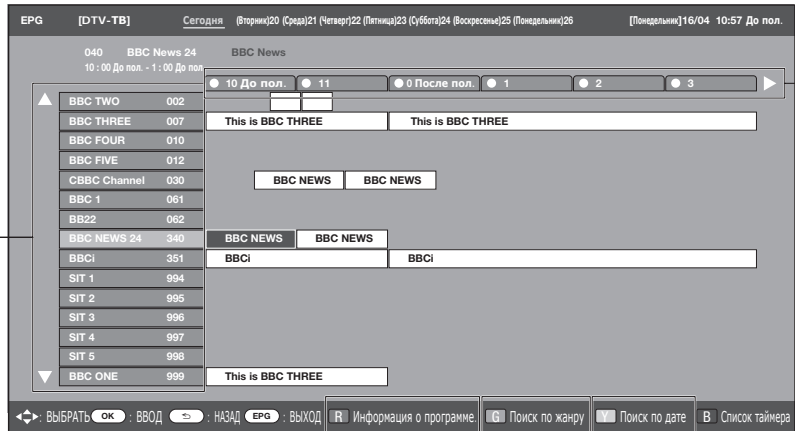 EPG [DTV-TB] Сегодня (Вторник)20 (Среда)21 (Четверг)22 (Пятница)23 (Суббота)24 (Воскресенье)25 (Понедельник)26 [Понедельник]16/04 10:57 До пол.
040 BBC News 24 BBC News
10 : 00 До пол. - 1 : 00 До пол
10 До пол. 11 0 После пол. 1 2 3
BBC TWO 002
BBC THREE 007 This is BBC THREE This is BBC THREE
BBC FOUR 010
BBC FIVE 012
CBBC Channel 030 BBC NEWS BBC NEWS
BBC 1 061
BB22 062
BBC NEWS 24 340 BBC NEWS BBC NEWS
BBCi 351 BBCi BBCi
SIT 1 994
SIT 2 995
SIT 3 996
SIT 4 997
SIT 5 998
BBC ONE 999 This is BBC THREE
: ВЫБРАТЬ OK : ВВОД : НАЗАД EPG : ВЫХОД R Информация о программе. G Поиск по жанру Y Поиск по дате B Список таймера